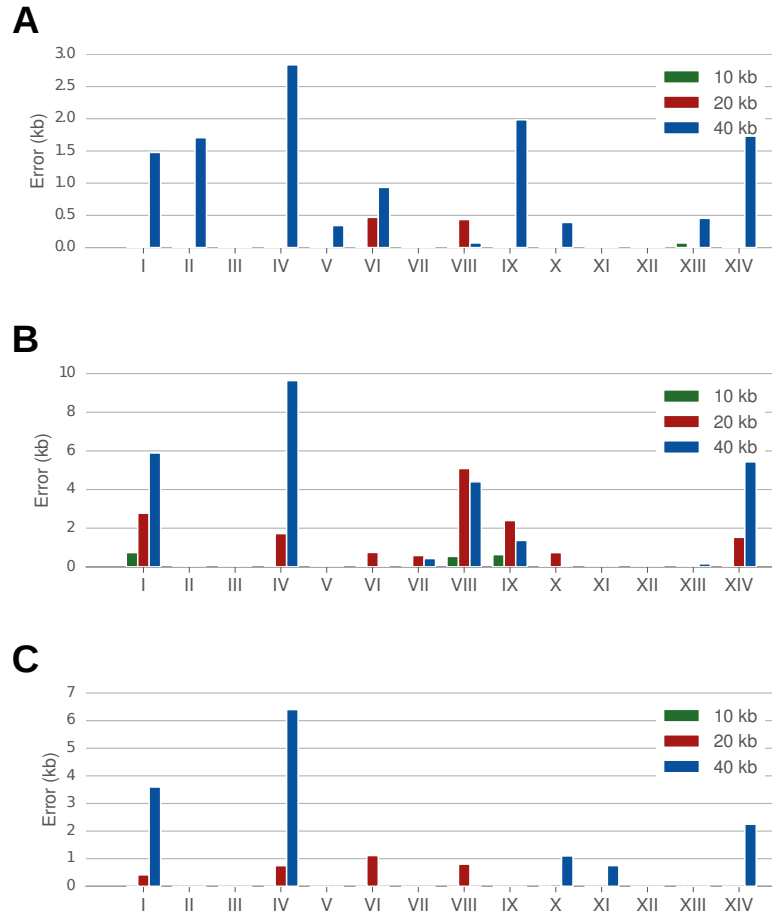 A
3.0
2.5
2.0
1.5
1.0
0.5
0.0
Error (kb)
10 kb
20 kb
40 kb
I II III IV V VI VII VIII IX X XI XII XIII XIV
B
10
8
6
4
2
0
Error (kb)
10 kb
20 kb
40 kb
I II III IV V VI VII VIII IX X XI XII XIII XIV
C
7
6
5
4
3
2
1
0
Error (kb)
10 kb
20 kb
40 kb
I II III IV V VI VII VIII IX X XI XII XIII XIV